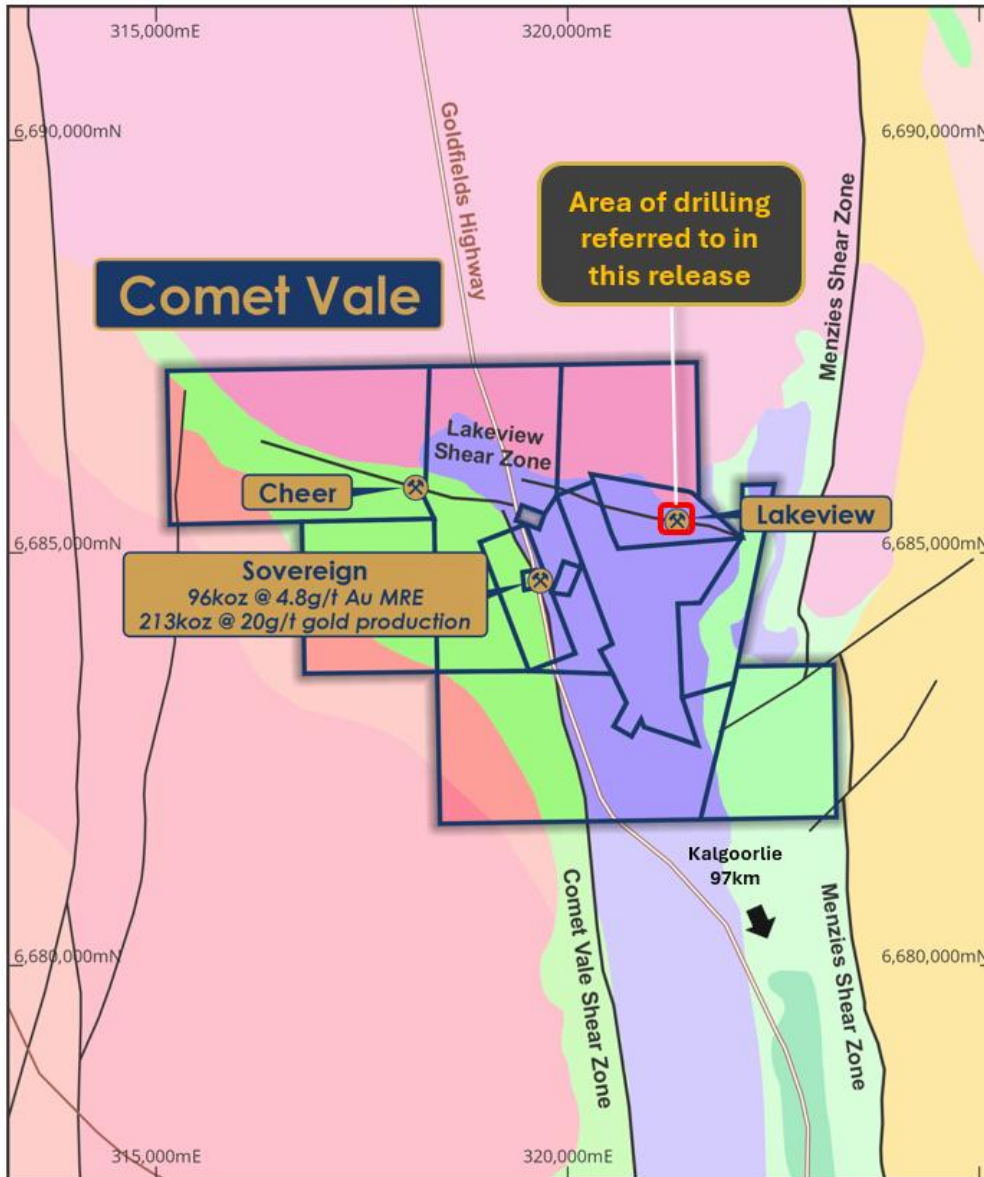 315,000mE
320,000mE
6,690,000mN
6,690,000mN
Goldfields Highway
Area of drilling
referred to in
this release
Menzies Shear Zone
Comet Vale
Lakeview
Shear Zone
Cheer
Lakeview
6,685,000mN
6,685,000mN
Sovereign
96koz @ 4.8g/t Au MRE
213koz @ 20g/t gold production
Kalgoorlie
97km
Comet Vale Shear Zone
Menzies Shear Zone
6,680,000mN
6,680,000mN
315,000mE
320,000mE